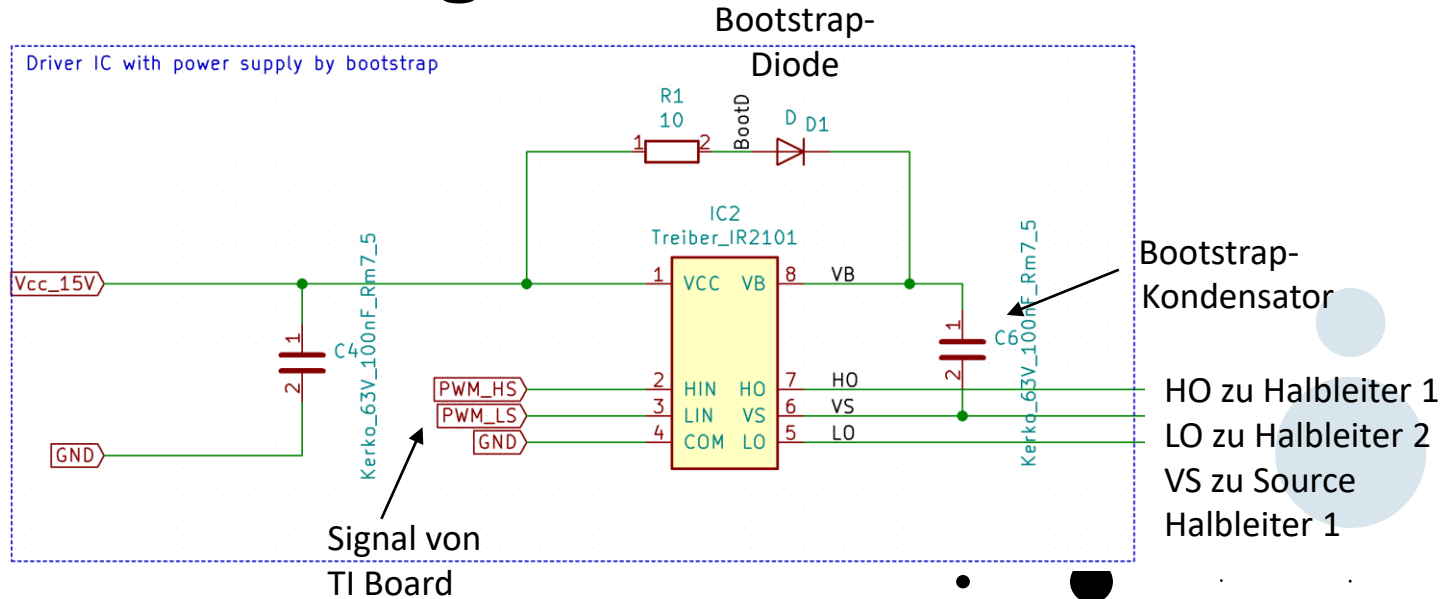 g
Bootstrap-
Diode
Driver IC with power supply by bootstrap
R1
10
1
2
BootD
D
D1
IC2
Treiber_IR2101
Vcc_15V
1
VCC
VB
8
VB
Bootstrap-
Kondensator
1
2
C4
Kerko_63V_100nF_Rm7_5
1
2
C6
Kerko_63V_100nF_Rm7_5
PWM_HS
2
HIN
HO
7
HO
PWM_LS
3
LIN
VS
6
VS
GND
4
COM
LO
5
LO
GND
HO zu Halbleiter 1
LO zu Halbleiter 2
VS zu Source
Halbleiter 1
Signal von
TI Board